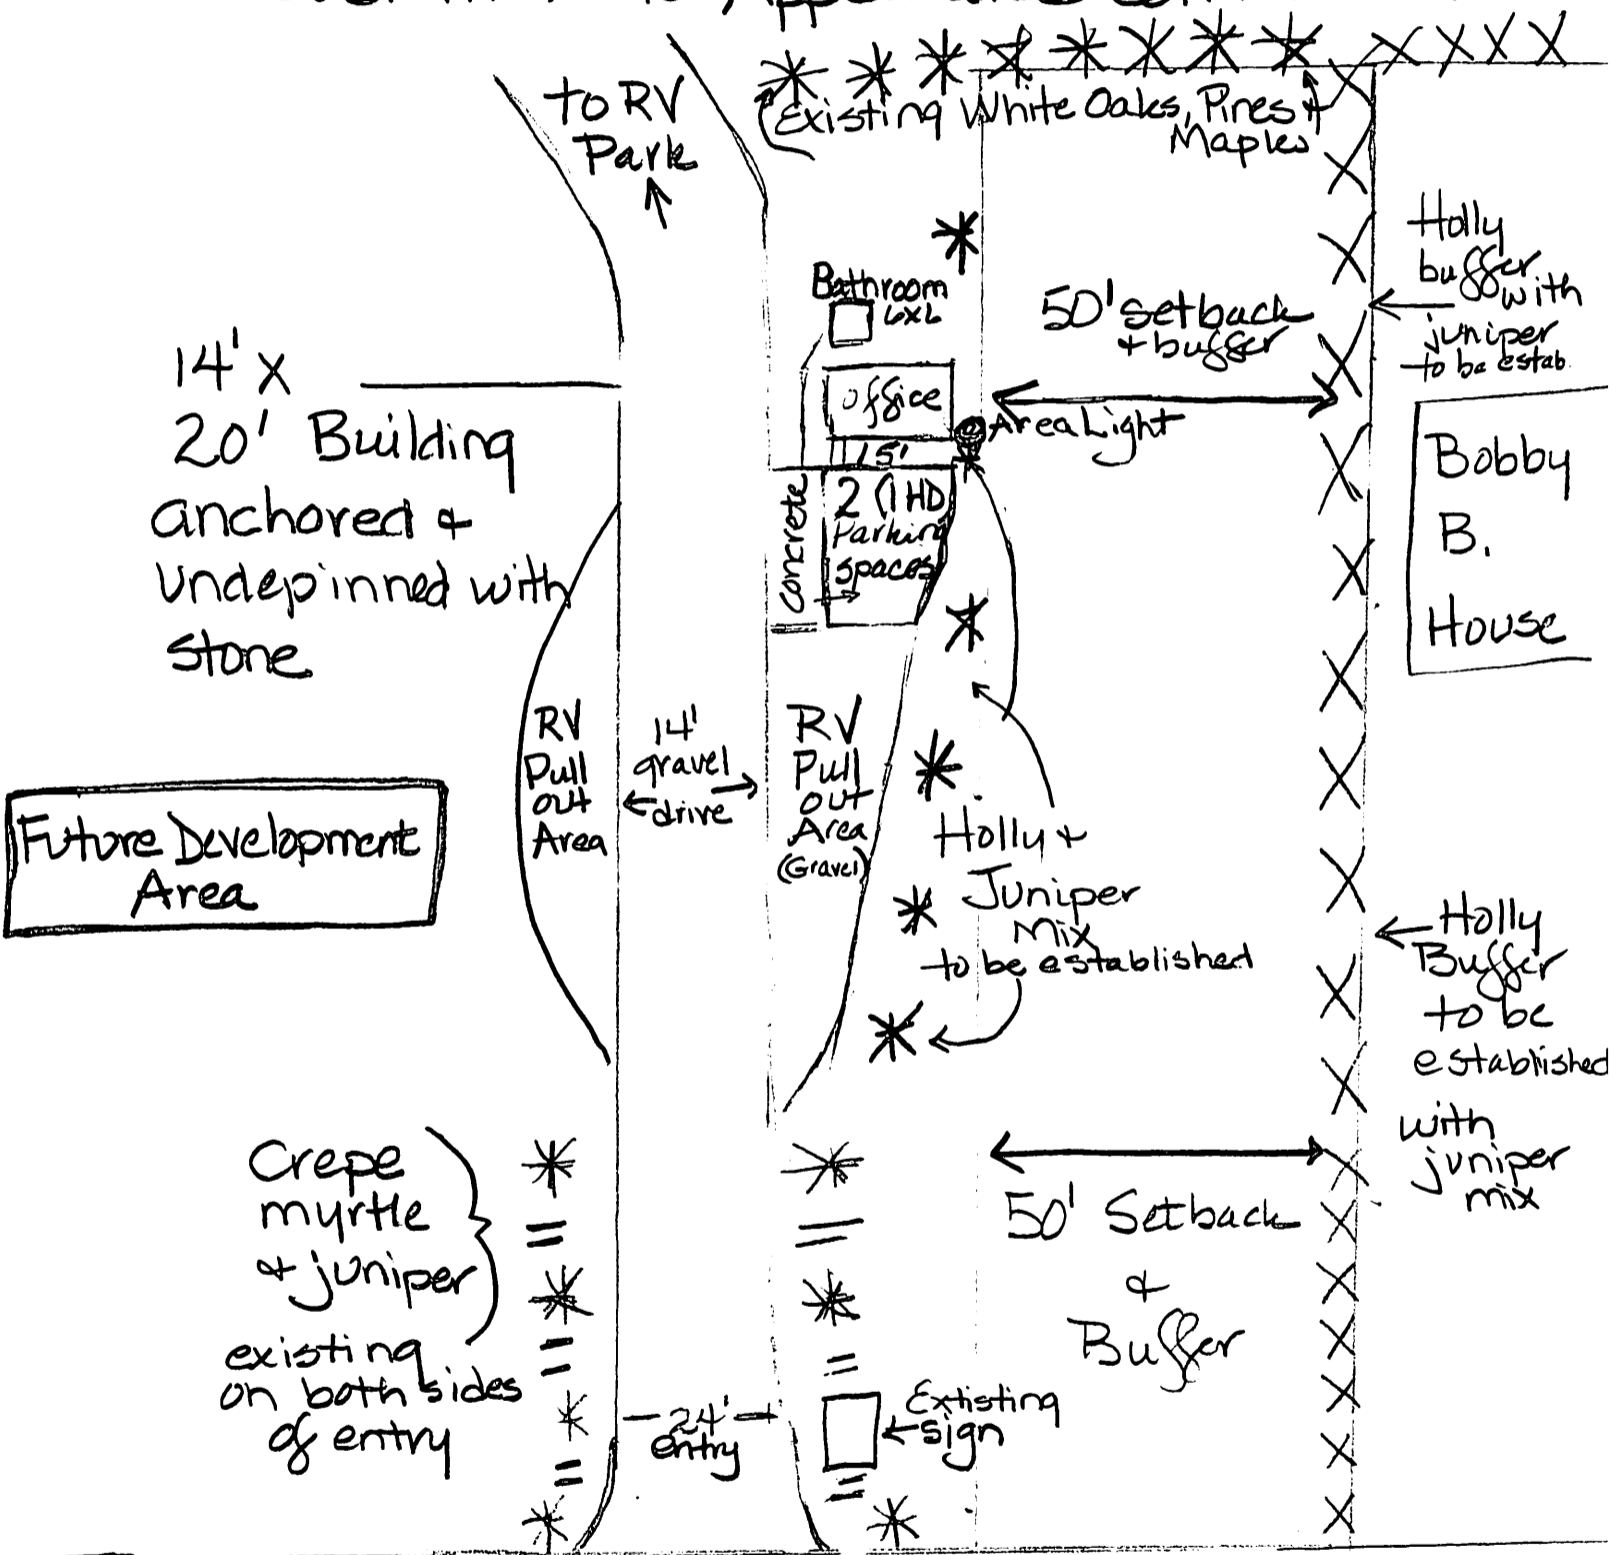 to RV
Park
Existing White Oaks, Pines +
Maples
Bathroom
6x6
office
15'
Area Light
2 (1 HD)
Parking
spaces
Concrete
50' Setback
+ buffer
Holly
buffer
with
juniper
to be estab.
Bobby
B.
House
14' x
20' Building
anchored +
undepinned with
stone
RV
Pull
out
Area
14'
gravel
drive
RV
Pull
out
Area
(Gravel)
Future Development
Area
Holly +
Juniper
Mix
to be established
Holly
Buffer
to be
established
with
juniper
mix
Crepe
myrtle
+ juniper
existing
on both sides
of entry
24'
entry
Extisting
sign
50' Setback
+
Buffer